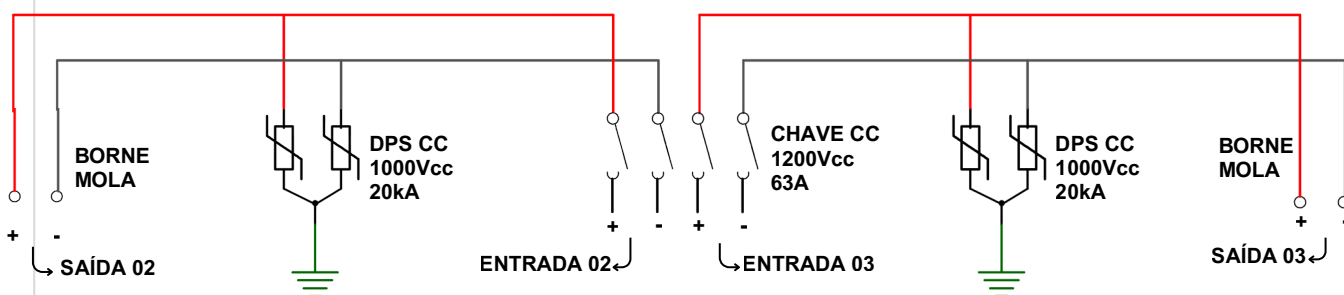 BORNE
MOLA
+ -
SAÍDA 02
DPS CC
1000Vcc
20kA
+ - + -
ENTRADA 02
ENTRADA 03
CHAVE CC
1200Vcc
63A
DPS CC
1000Vcc
20kA
BORNE
MOLA
+ -
SAÍDA 03